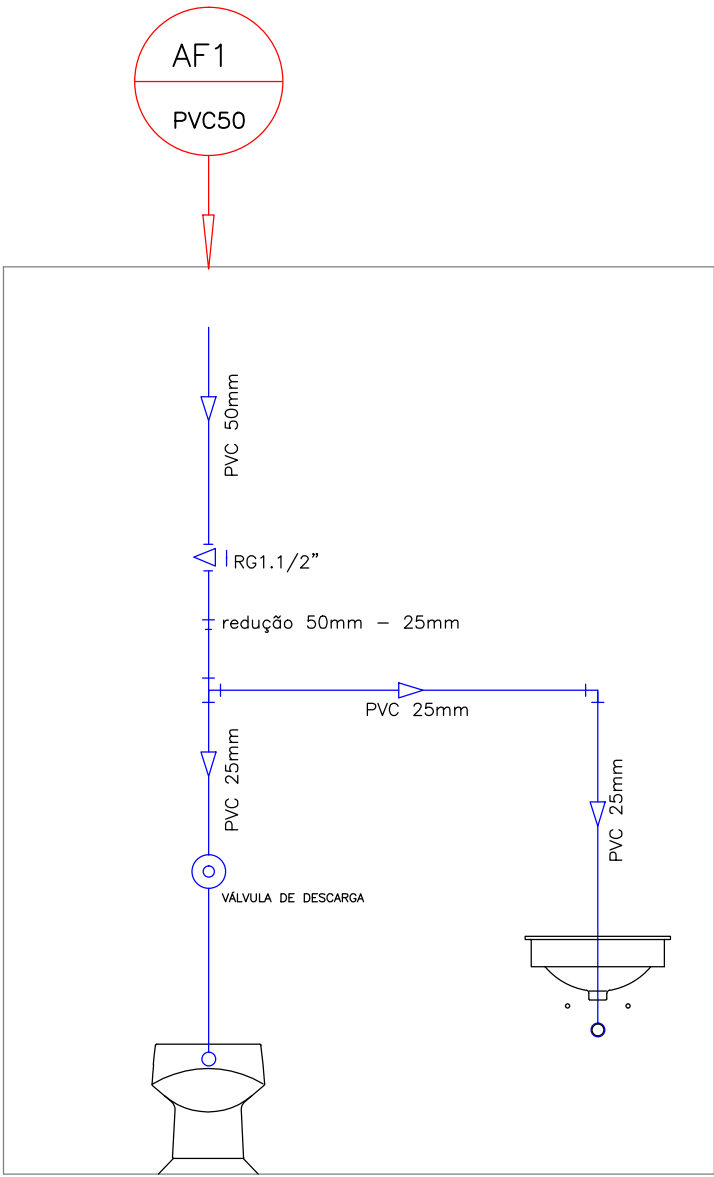 AF1
PVC50
PVC 50mm
RG1.1/2”
redução 50mm – 25mm
PVC 25mm
PVC 25mm
PVC 25mm
VÁLVULA DE DESCARGA